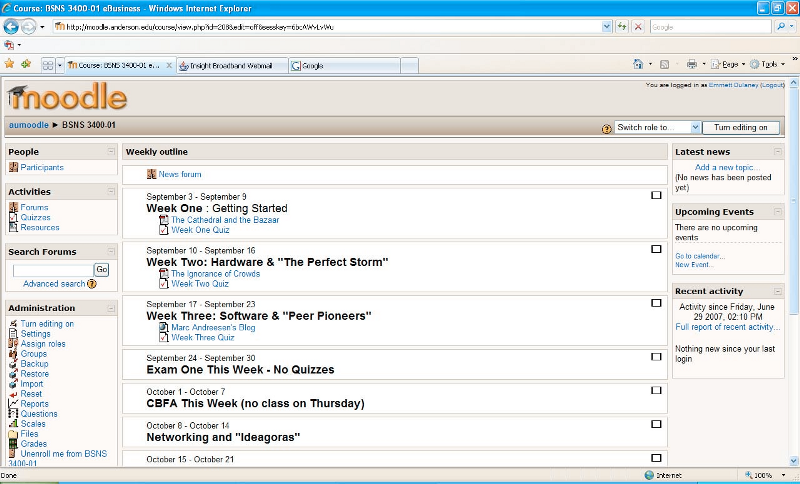 Course: BSNS 3400-01 eBusiness - Windows Internet Explorer
http://moodle.anderson.edu/course/view.php?id=208&edit=off&sesskey=
Google
Course: BSNS 3400-01 e...
Insight Broadband Webmail
Google
Page
Tools
moodle
You are logged in as Emmett Dulaney (Logout)
aumoodle ► BSNS 3400-01
Switch role to...
Turn editing on
People
Participants
Activities
Forums
Quizzes
Resources
Search Forums
Go
Advanced search
Administration
Turn editing on
Settings
Assign roles
Groups
Backup
Restore
Import
Reset
Reports
Questions
Scales
Files
Grades
Unenroll me from BSNS
3400-01
Weekly outline
News forum
September 3 - September 9
Week One : Getting Started
The Cathedral and the Bazaar
Week One Quiz
September 10 - September 16
Week Two: Hardware & "The Perfect Storm"
The Ignorance of Crowds
Week Two Quiz
September 17 - September 23
Week Three: Software & "Peer Pioneers"
Marc Andreesen's Blog
Week Three Quiz
September 24 - September 30
Exam One This Week - No Quizzes
October 1 - October 7
CBFA This Week (no class on Thursday)
October 8 - October 14
Networking and "Ideagoras"
October 15 - October 21
Latest news
Add a new topic...
(No news has been posted
yet)
Upcoming Events
There are no upcoming
events
Go to calendar...
New Event...
Recent activity
Activity since Friday, June
29 2007, 02:10 PM
Full report of recent activity...
Nothing new since your last
login
Done
Internet
100%